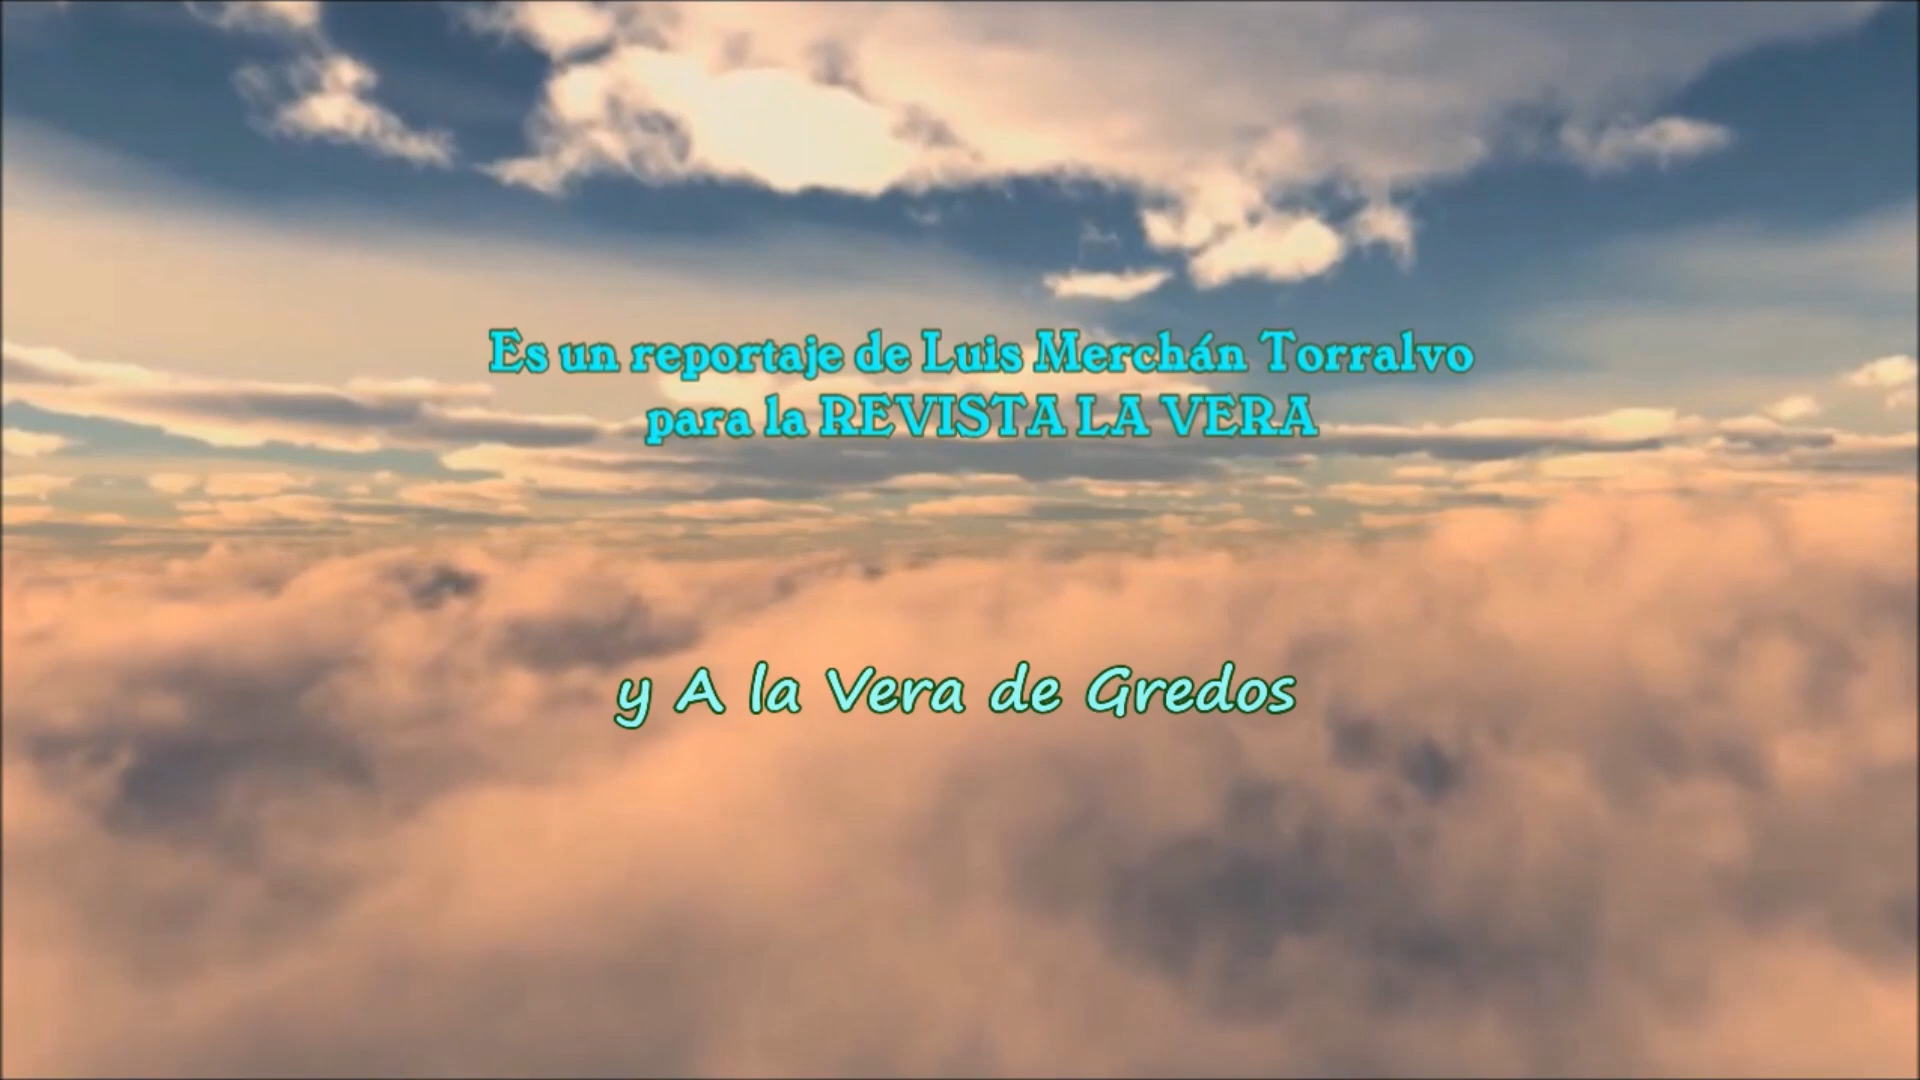 Es un reportaje de Luis Merchán Torralvo
para la REVISTA LA VERA
y A la Vera de Gredos